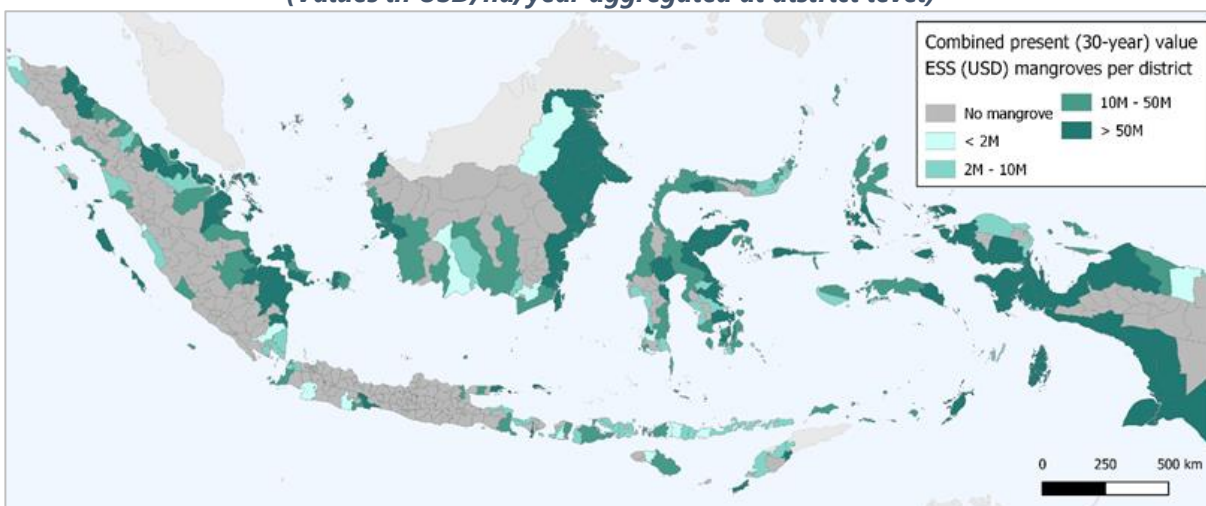 (Values in USD/ha/year aggregated at district level)
Combined present (30-year) value
ESS (USD) mangroves per district
No mangrove
< 2M
2M - 10M
10M - 50M
> 50M
0 250 500 km